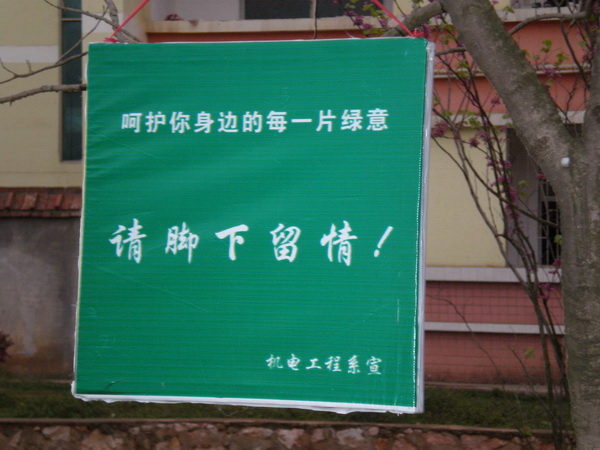 呵护你身边的每一片绿意
请脚下留情!
机电工程系宣